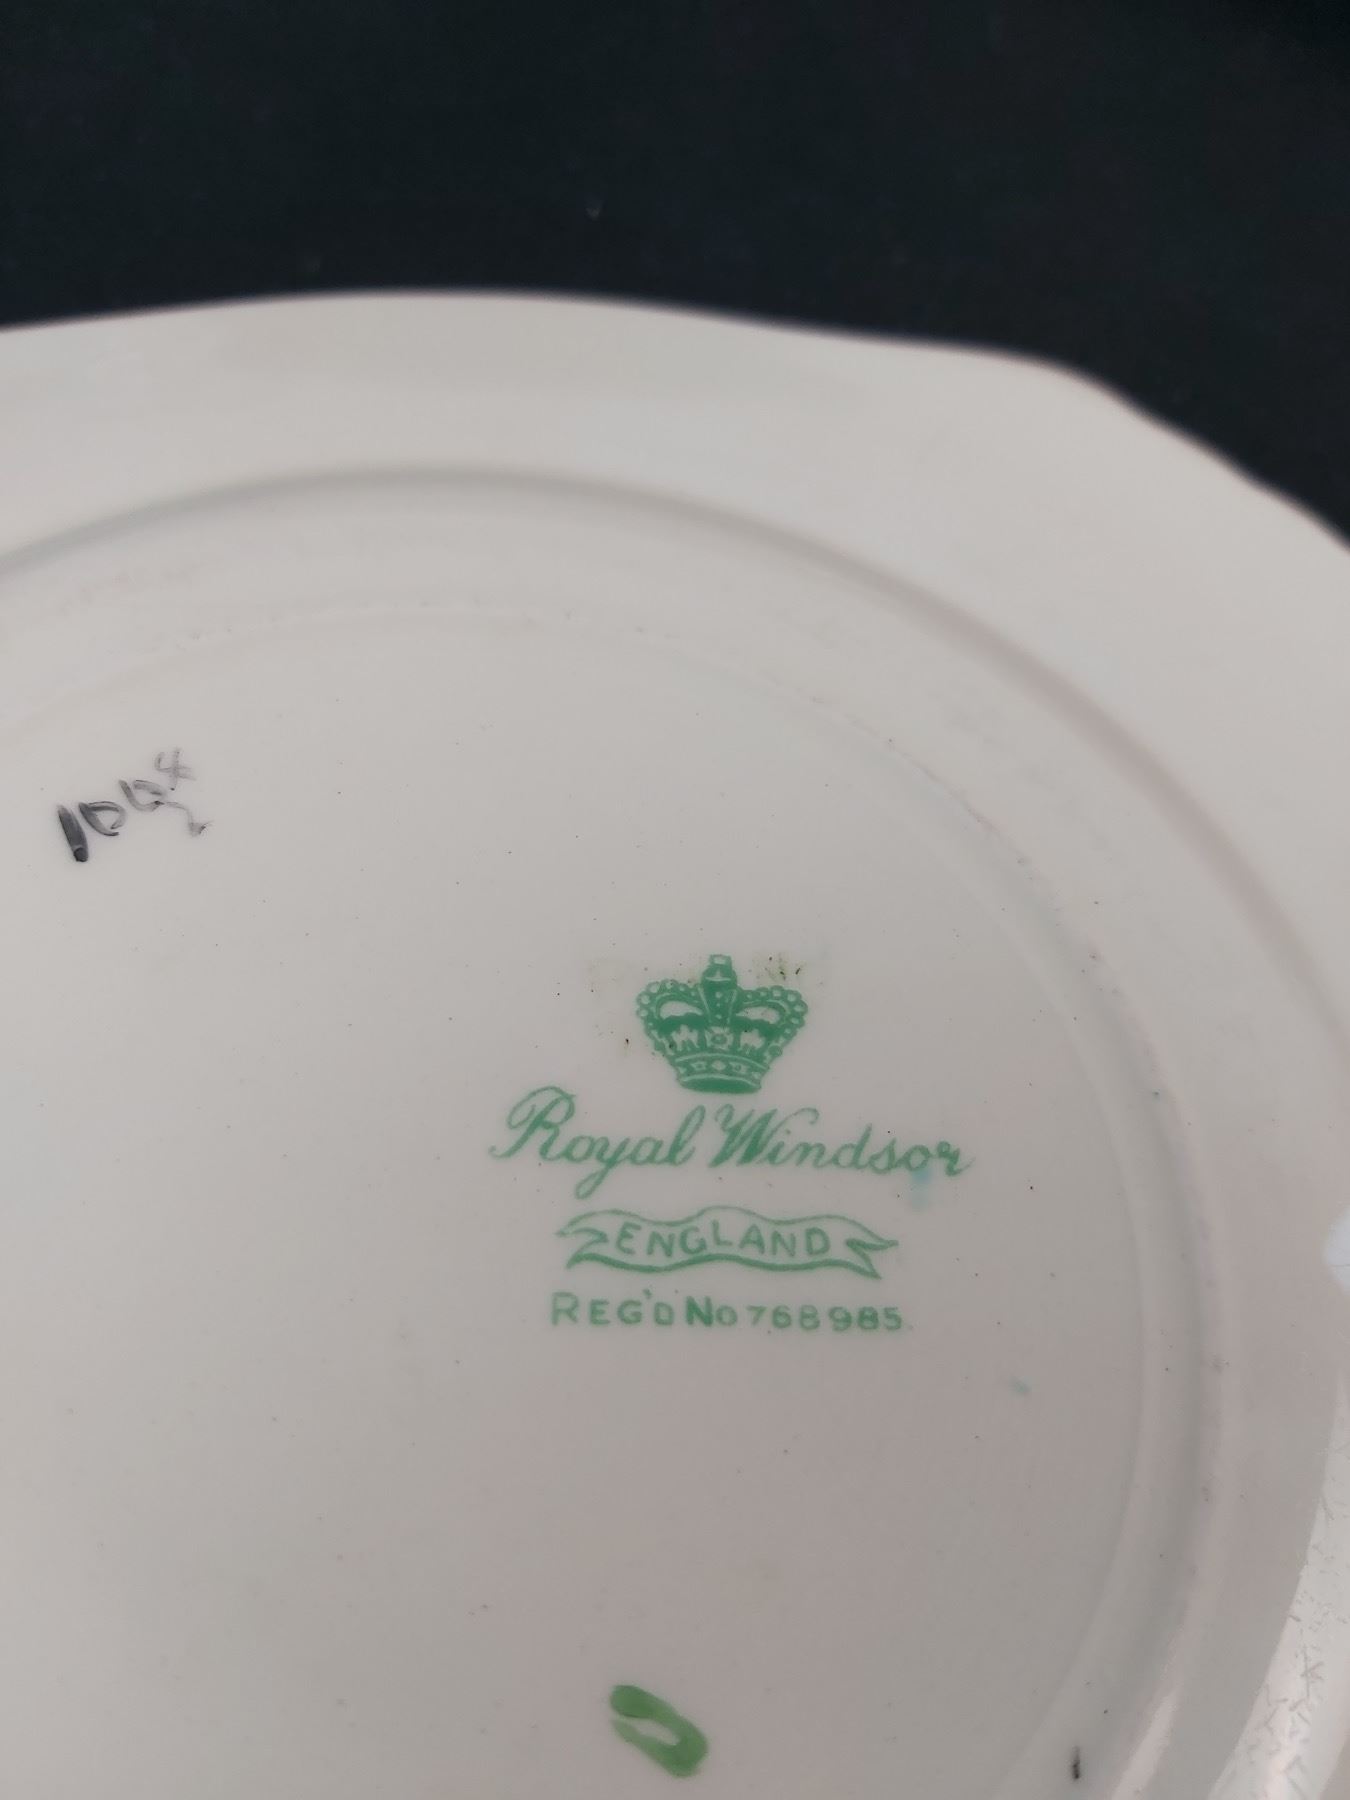 Royal Windsor
ENGLAND
REG'D No 768985.